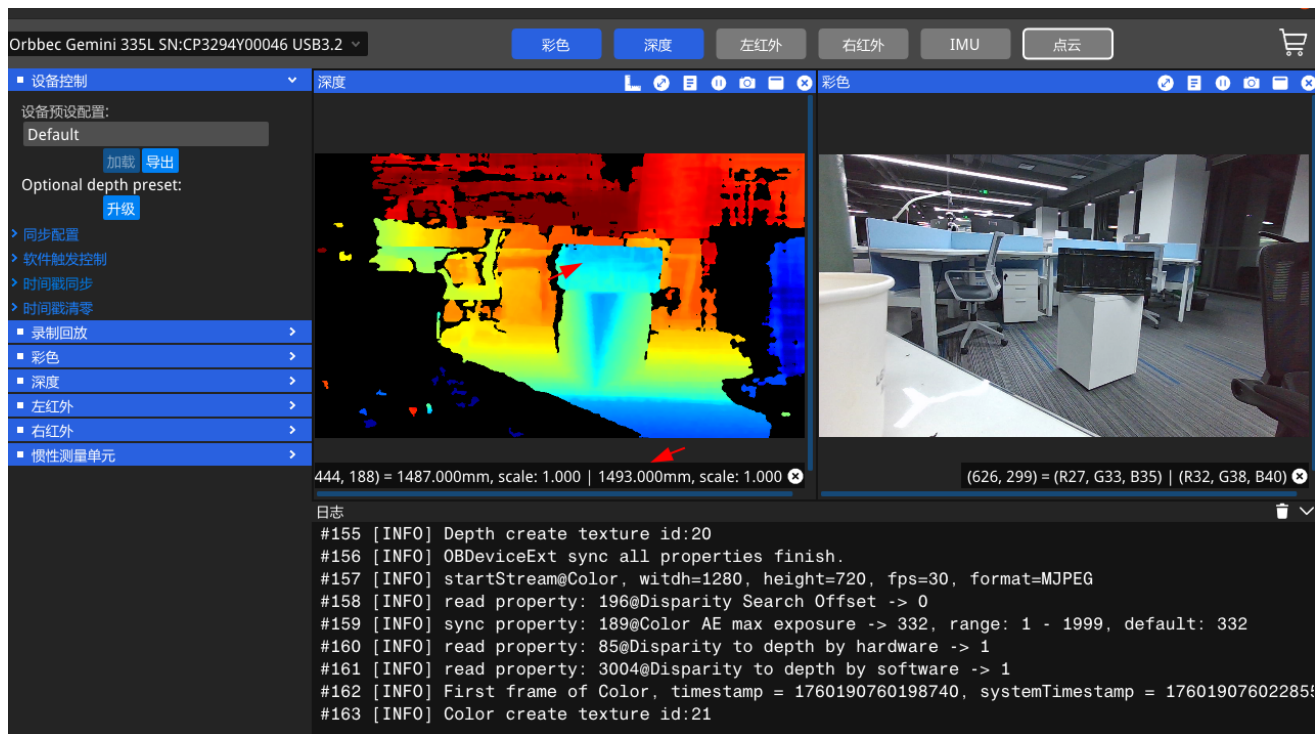 Orbbec Gemini 335L SN:CP3294Y00046 USB3.2
彩色
深度
左红外
右红外
IMU
点云
设备控制
设备预设配置:
Default
加载 导出
Optional depth preset:
升级
同步配置
软件触发控制
时间戳同步
时间戳清零
录制回放
彩色
深度
左红外
右红外
惯性测量单元
深度
444, 188) = 1487.000mm, scale: 1.000 | 1493.000mm, scale: 1.000
彩色
(626, 299) = (R27, G33, B35) | (R32, G38, B40)
日志
#155 [INFO] Depth create texture id:20
#156 [INFO] OBDeviceExt sync all properties finish.
#157 [INFO] startStream@Color, witdh=1280, height=720, fps=30, format=MJPEG
#158 [INFO] read property: 196@Disparity Search Offset -> 0
#159 [INFO] sync property: 189@Color AE max exposure -> 332, range: 1 - 1999, default: 332
#160 [INFO] read property: 85@Disparity to depth by hardware -> 1
#161 [INFO] read property: 3004@Disparity to depth by software -> 1
#162 [INFO] First frame of Color, timestamp = 1760190760198740, systemTimestamp = 176019076022855
#163 [INFO] Color create texture id:21